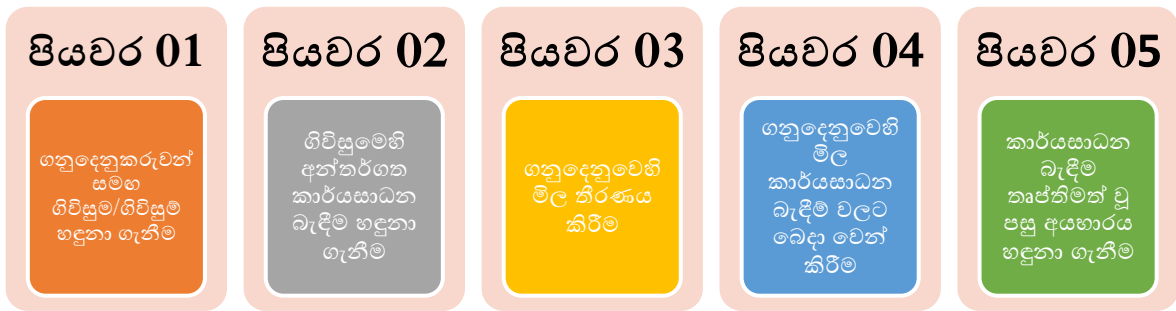 පියවර 01
ගනුදෙනුකරුවන්
සමඟ
ගිවිසුම/ගිවිසුම්
හඳුනා ගැනීම
පියවර 02
ගිවිසුමෙහි
අන්තර්ගත
කාර්යසාධන
බැඳීම හඳුනා
ගැනීම
පියවර 03
ගනුදෙනුවෙහි
මිල තීරණය
කිරීම
පියවර 04
ගනුදෙනුවෙහි
මිල
කාර්යසාධන
බැඳීම් වලට
බෙදා වෙන්
කිරීම
පියවර 05
කාර්යසාධන
බැඳීම
තෘප්තිමත් වූ
පසු අයභාරය
හඳුනා ගැනීම